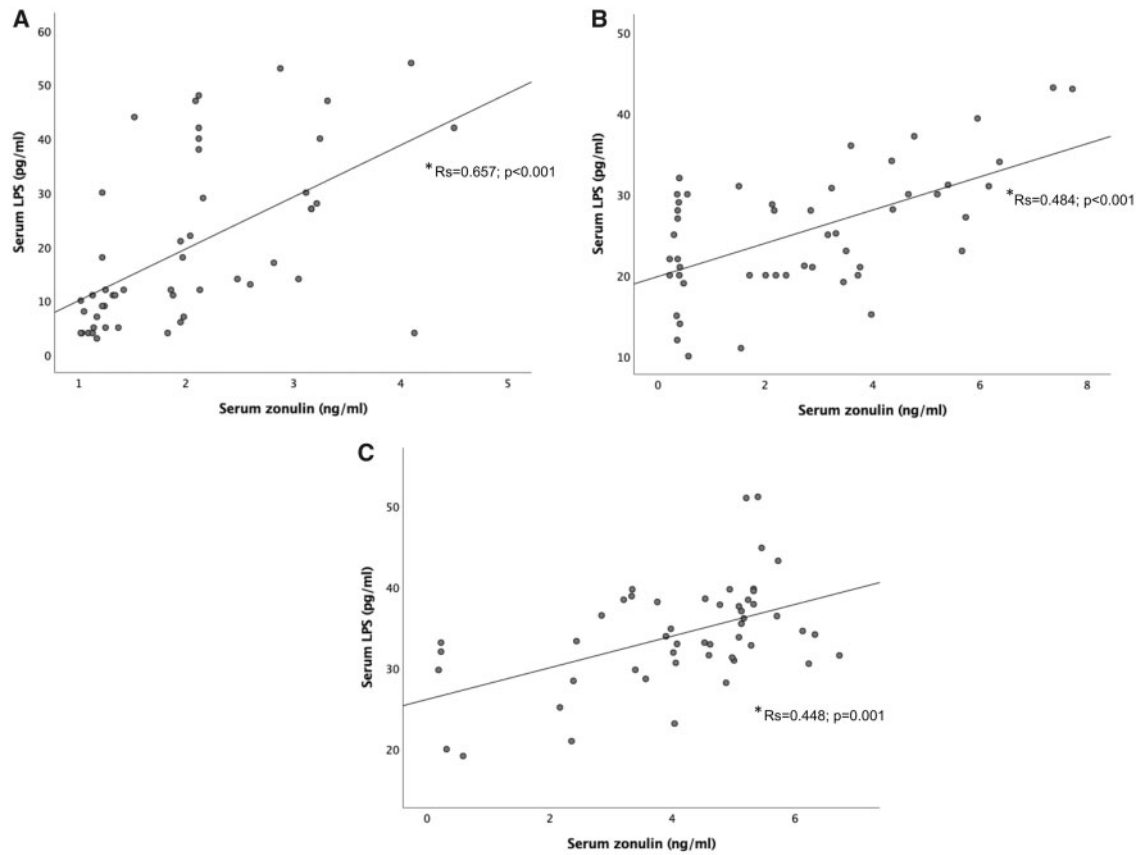 A
60
50
40
30
20
10
0
Serum LPS (pg/ml)
*Rs=0.657; p<0.001
1 2 3 4 5
Serum zonulin (ng/ml)
B
50
40
30
20
10
Serum LPS (pg/ml)
*Rs=0.484; p<0.001
0 2 4 6 8
Serum zonulin (ng/ml)
C
50
40
30
20
Serum LPS (pg/ml)
*Rs=0.448; p=0.001
0 2 4 6
Serum zonulin (ng/ml)